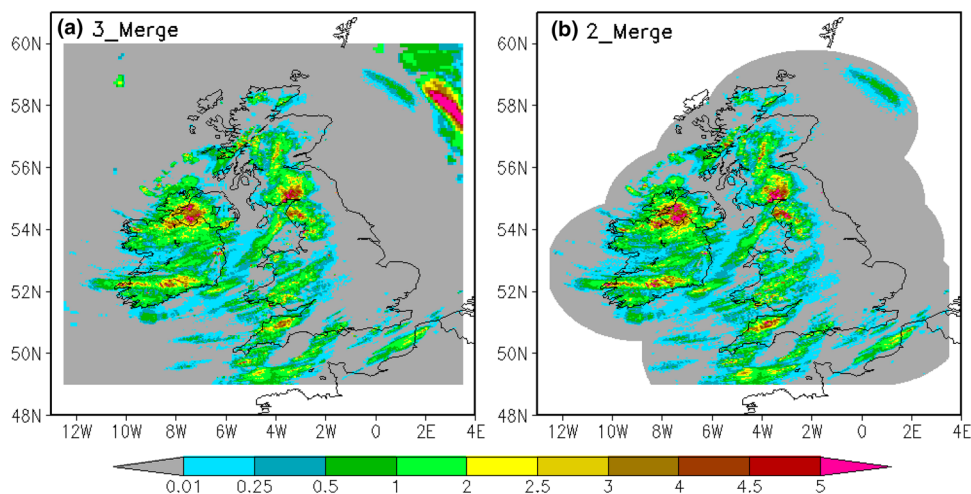 (a) 3_Merge
(b) 2_Merge
60N
58N
56N
54N
52N
50N
48N
12W 10W 8W 6W 4W 2W 0 2E 4E
60N
58N
56N
54N
52N
50N
48N
12W 10W 8W 6W 4W 2W 0 2E 4E
0.01 0.25 0.5 1 2 2.5 3 4 4.5 5